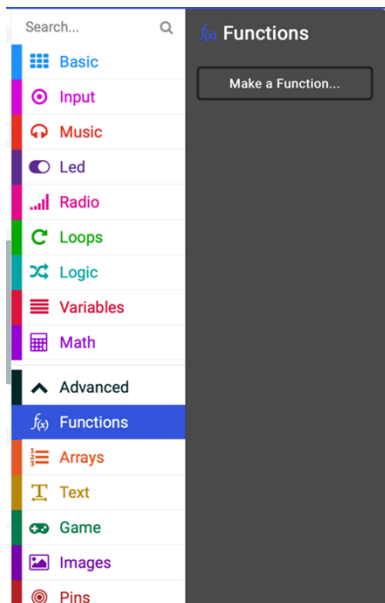 Search...
Basic
Input
Music
Led
Radio
Loops
Logic
Variables
Math
Advanced
f(x) Functions
Arrays
Text
Game
Images
Pins
f(x) Functions
Make a Function...